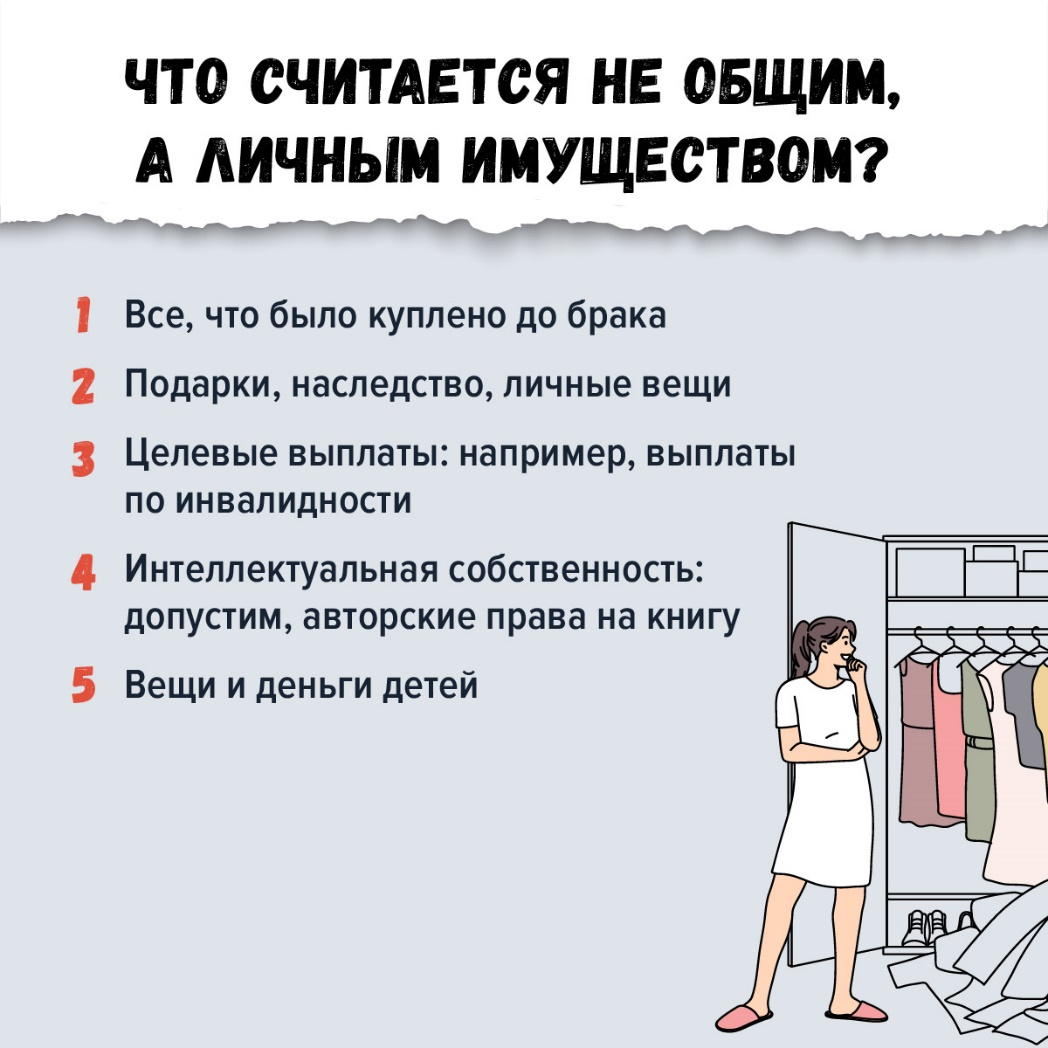 ЧТО СЧИТАЕТСЯ НЕ ОБЩИМ,
А ЛИЧНЫМ ИМУЩЕСТВОМ?
1 Все, что было куплено до брака
2 Подарки, наследство, личные вещи
3 Целевые выплаты: например, выплаты
по инвалидности
4 Интеллектуальная собственность:
допустим, авторские права на книгу
5 Вещи и деньги детей